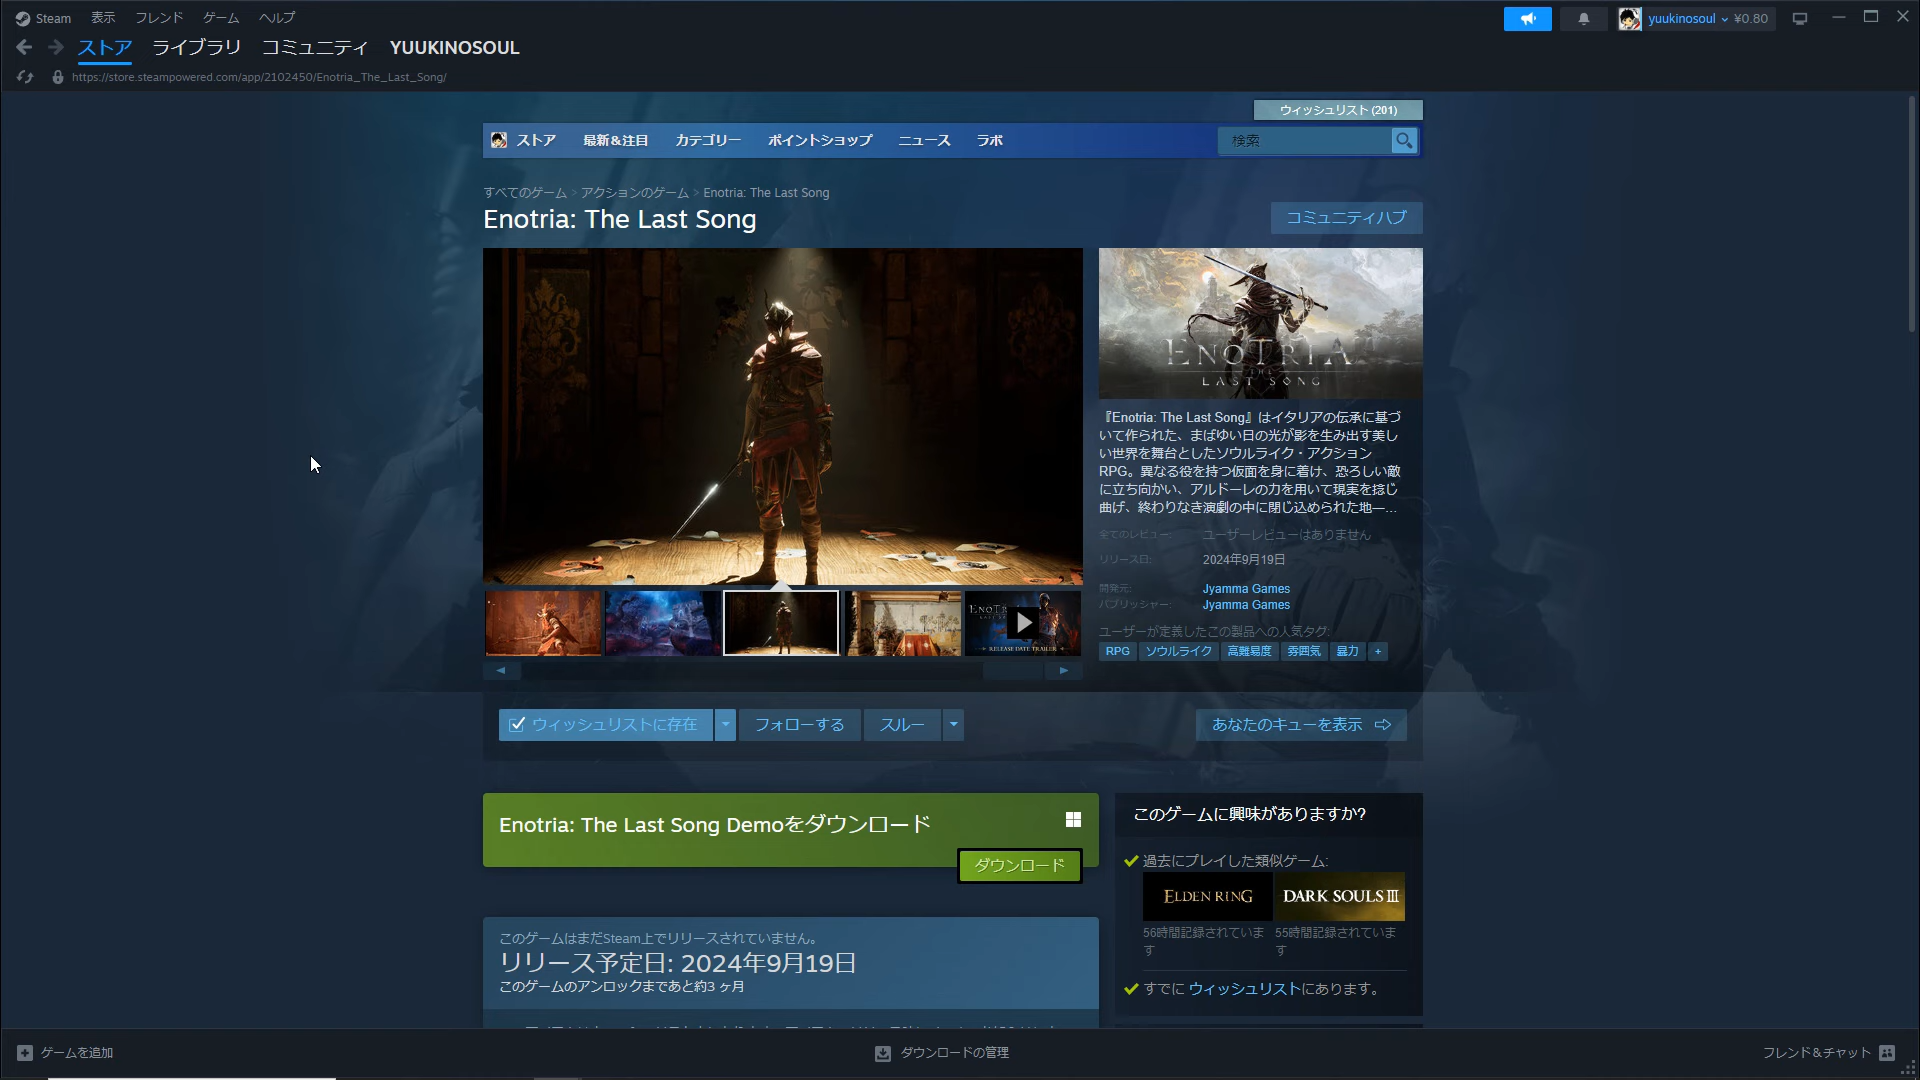 Steam 表示 フレンド ゲーム ヘルプ
yuukinosoul ¥0.80
ストア ライブラリ コミュニティ YUUKINOSOUL
https://store.steampowered.com/app/2102450/Enotria_The_Last_Song/
ウィッシュリスト (201)
ストア 最新&注目 カテゴリー ポイントショップ ニュース ラボ 検索
すべてのゲーム > アクションのゲーム > Enotria: The Last Song
Enotria: The Last Song
コミュニティハブ
ENOTRIA
THE
LAST SONG
『Enotria: The Last Song』はイタリアの伝承に基づ
いて作られた、まばゆい日の光が影を生み出す美し
い世界を舞台としたソウルライク・アクション
RPG。異なる役を持つ仮面を身に着け、恐ろしい敵
に立ち向かい、アルドーレの力を用いて現実を捻じ
曲げ、終わりなき演劇の中に閉じ込められた地—...
全てのレビュー: ユーザーレビューはありません
リリース日: 2024年9月19日
開発元: Jyamma Games
パブリッシャー: Jyamma Games
ユーザーが定義したこの製品への人気タグ:
RPG ソウルライク 高難易度 雰囲気 暴力 +
RELEASE DATE TRAILER
ウィッシュリストに存在 フォローする スルー あなたのキューを表示
Enotria: The Last Song Demoをダウンロード
ダウンロード
このゲームに興味がありますか?
過去にプレイした類似ゲーム:
ELDEN RING DARK SOULS III
56時間記録されていま
す
55時間記録されていま
す
すでに ウィッシュリストにあります。
このゲームはまだSteam上でリリースされていません。
リリース予定日: 2024年9月19日
このゲームのアンロックまであと約3 ヶ月
ゲームを追加 ダウンロードの管理 フレンド&チャット